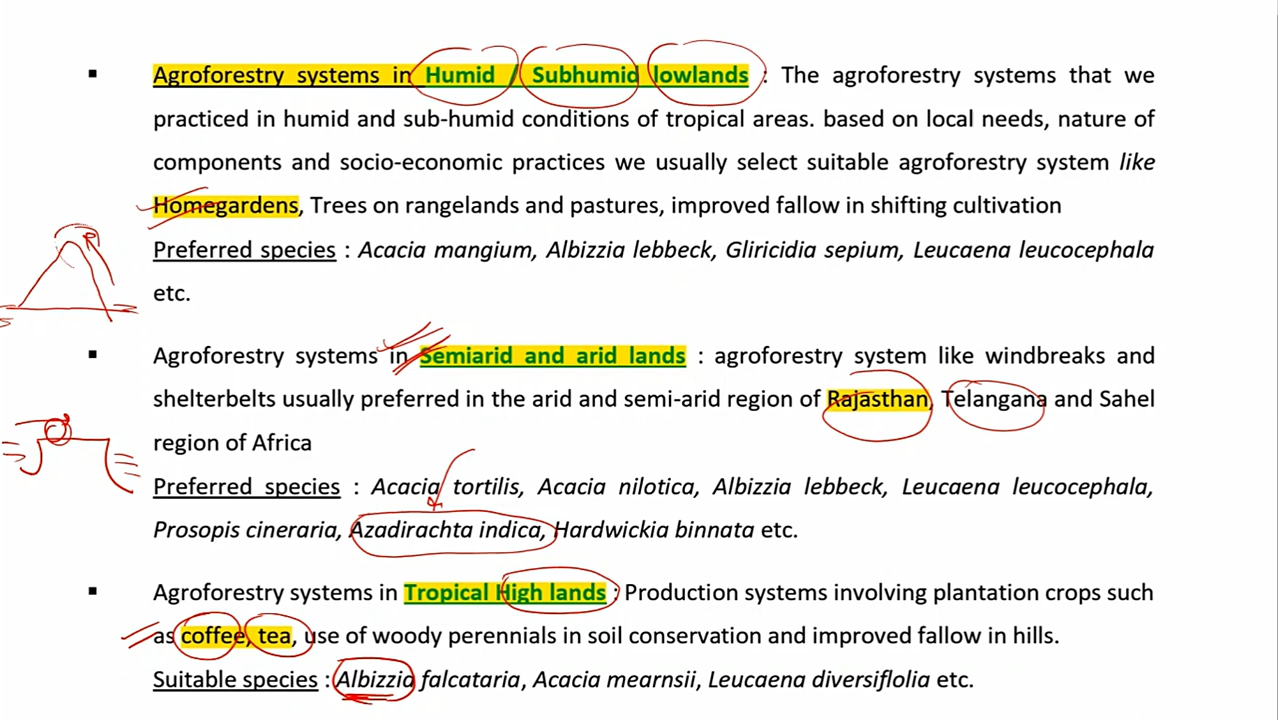 ▪ Agroforestry systems in Humid / Subhumid lowlands : The agroforestry systems that we
practiced in humid and sub-humid conditions of tropical areas. based on local needs, nature of
components and socio-economic practices we usually select suitable agroforestry system like
Homegardens, Trees on rangelands and pastures, improved fallow in shifting cultivation
Preferred species : Acacia mangium, Albizzia lebbeck, Gliricidia sepium, Leucaena leucocephala
etc.
▪ Agroforestry systems in Semiarid and arid lands : agroforestry system like windbreaks and
shelterbelts usually preferred in the arid and semi-arid region of Rajasthan, Telangana and Sahel
region of Africa
Preferred species : Acacia tortilis, Acacia nilotica, Albizzia lebbeck, Leucaena leucocephala,
Prosopis cineraria, Azadirachta indica, Hardwickia binnata etc.
▪ Agroforestry systems in Tropical High lands : Production systems involving plantation crops such
as coffee, tea, use of woody perennials in soil conservation and improved fallow in hills.
Suitable species : Albizzia falcataria, Acacia mearnsii, Leucaena diversiflolia etc.